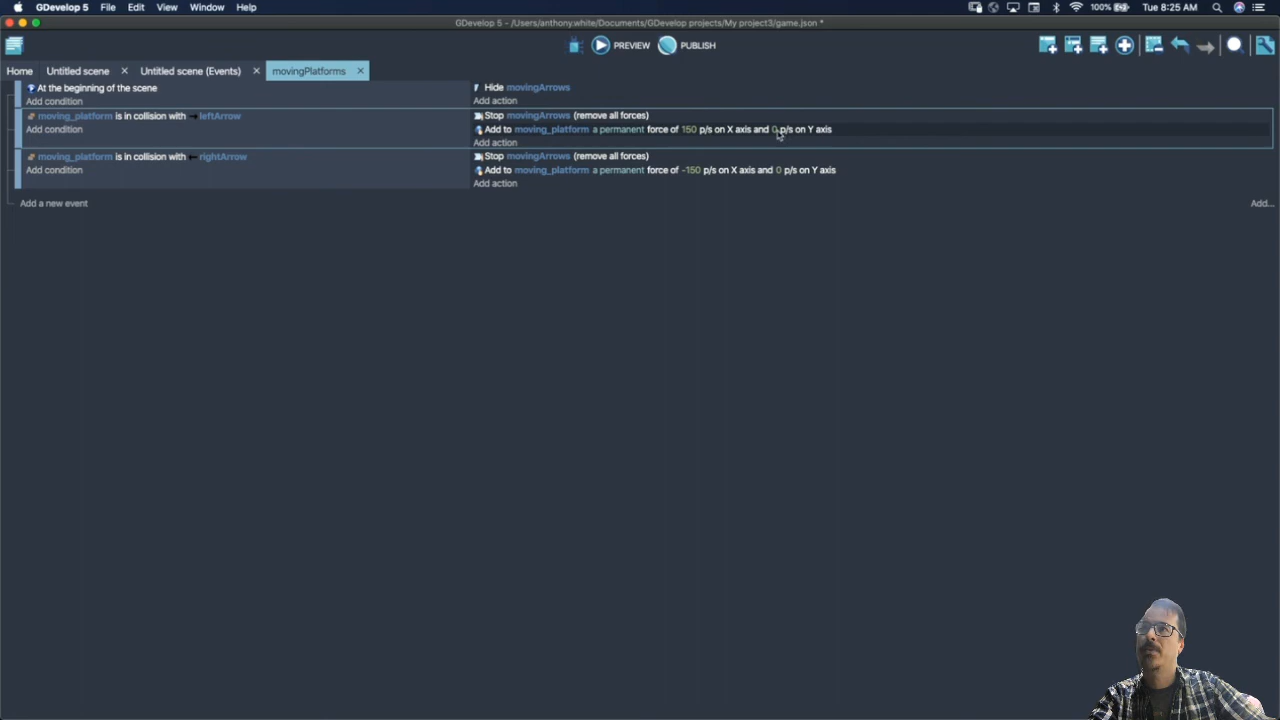 GDevelop 5 File Edit View Window Help 100% Tue 8:25 AM
GDevelop 5 - /Users/anthony.white/Documents/GDevelop projects/My project3/game.json *
PREVIEW PUBLISH
Home Untitled scene × Untitled scene (Events) × movingPlatforms ×
At the beginning of the scene
Add condition
Hide movingArrows
Add action
moving_platform is in collision with leftArrow
Add condition
Stop movingArrows (remove all forces)
Add to moving_platform a permanent force of 150 p/s on X axis and 0 p/s on Y axis
Add action
moving_platform is in collision with rightArrow
Add condition
Stop movingArrows (remove all forces)
Add to moving_platform a permanent force of -150 p/s on X axis and 0 p/s on Y axis
Add action
Add a new event Add...